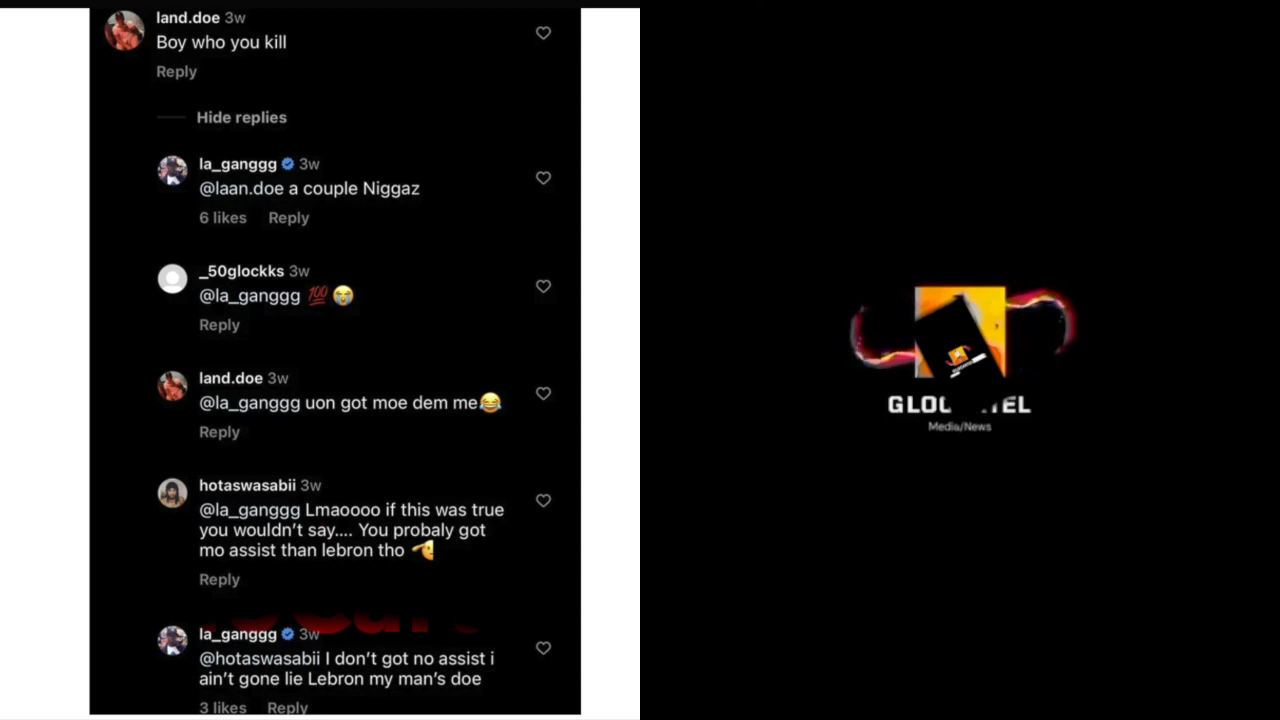 land.doe 3w
Boy who you kill
Reply
Hide replies
la_ganggg 3w
@laan.doe a couple Niggaz
6 likes Reply
_50glockks 3w
@la_ganggg 💯😭
Reply
land.doe 3w
@la_ganggg uon got moe dem me😂
Reply
hotaswasabii 3w
@la_ganggg Lmaoooo if this was true
you wouldn't say.... You probaly got
mo assist than lebron tho 🫡
Reply
la_ganggg 3w
@hotaswasabii I don't got no assist i
ain't gone lie Lebron my man's doe
3 likes Reply
Media/News